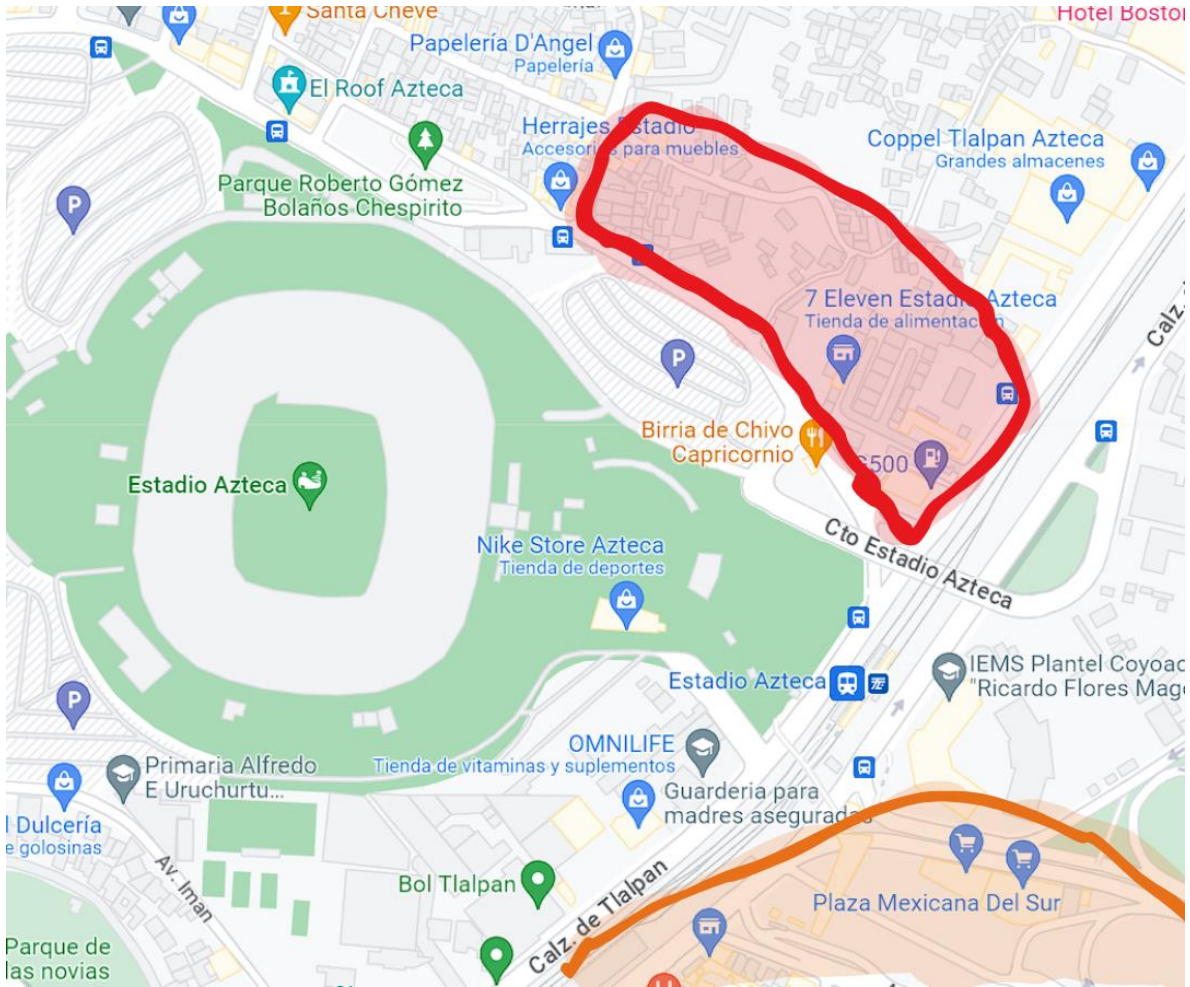 Santa Cheve
Hotel Boston
Papelería D'Angel
Papelería
El Roof Azteca
Herrajes Estadio
Accesorios para muebles
Coppel Tlalpan Azteca
Grandes almacenes
Parque Roberto Gómez
Bolaños Chespirito
P
7 Eleven Estadio Azteca
Tienda de alimentación
Calz. d
P
Birria de Chivo
Capricornio
G500
Estadio Azteca
Cto Estadio Azteca
Nike Store Azteca
Tienda de deportes
Estadio Azteca
IEMS Plantel Coyoac
"Ricardo Flores Mago
P
OMNILIFE
Tienda de vitaminas y suplementos
Primaria Alfredo
E Uruchurtu...
Guarderia para
madres aseguradas
l Dulcería
e golosinas
Av. Iman
Bol Tlalpan
Calz. de Tlalpan
Plaza Mexicana Del Sur
Parque de
las novias